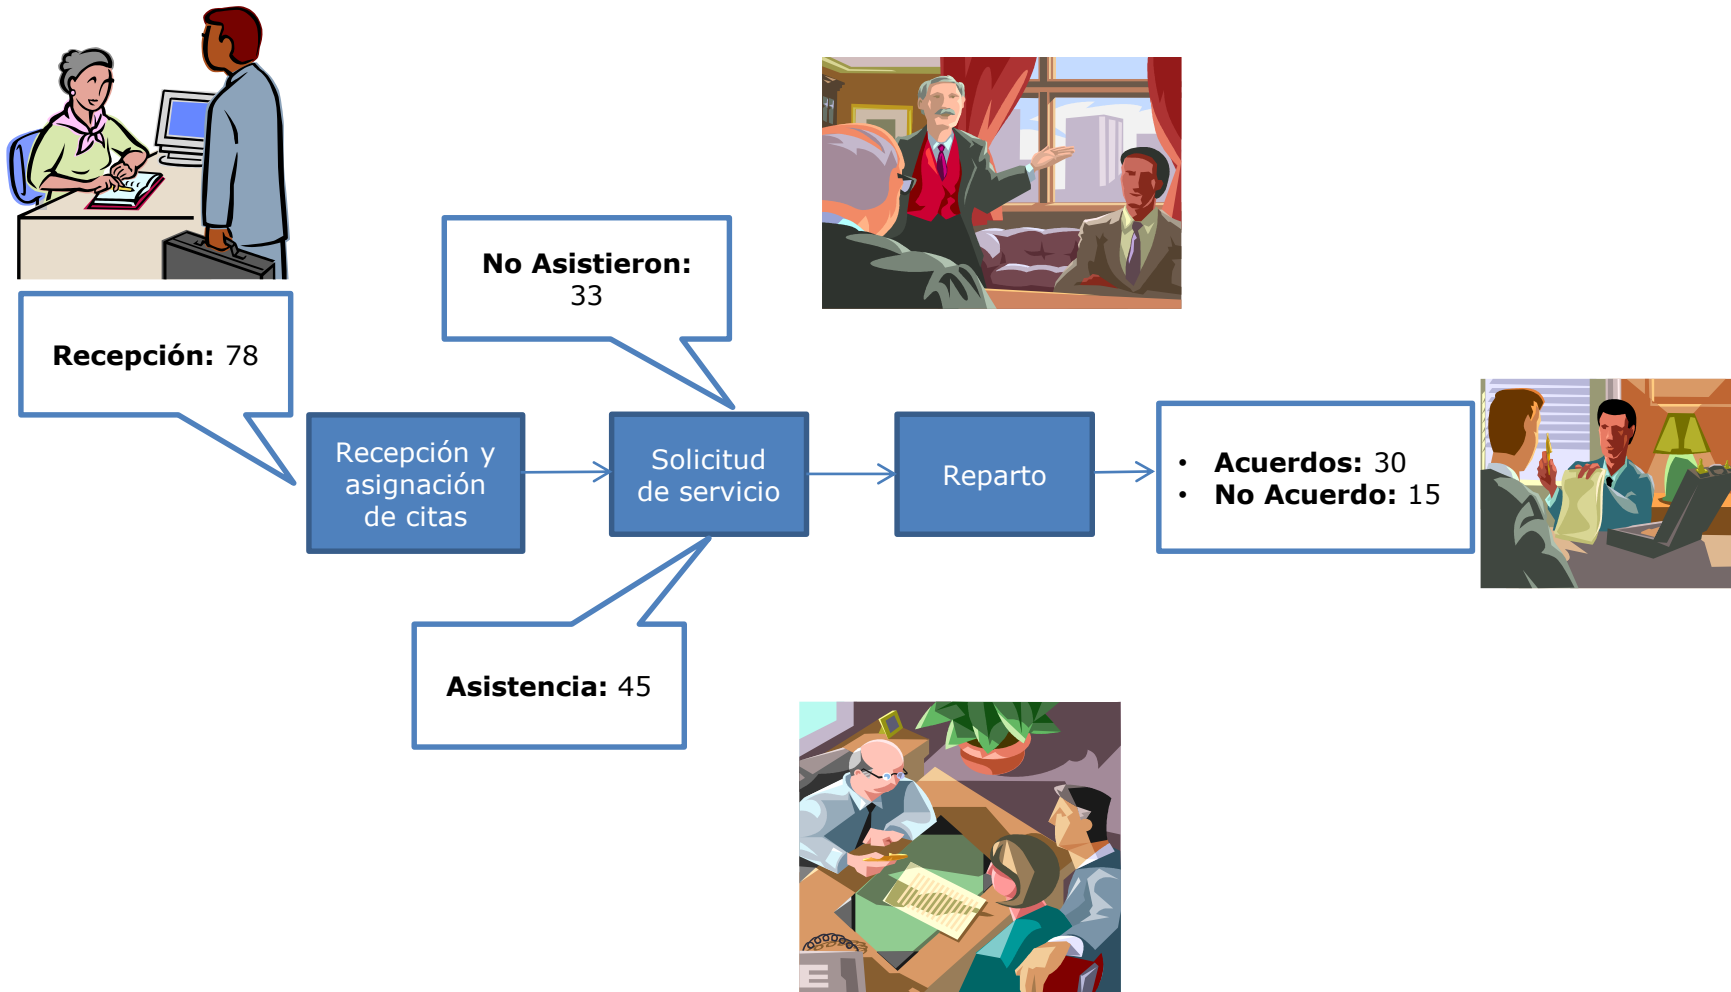 No Asistieron:
33
Recepción: 78
Recepción y
asignación
de citas
Solicitud
de servicio
Reparto
• Acuerdos: 30
• No Acuerdo: 15
Asistencia: 45
E